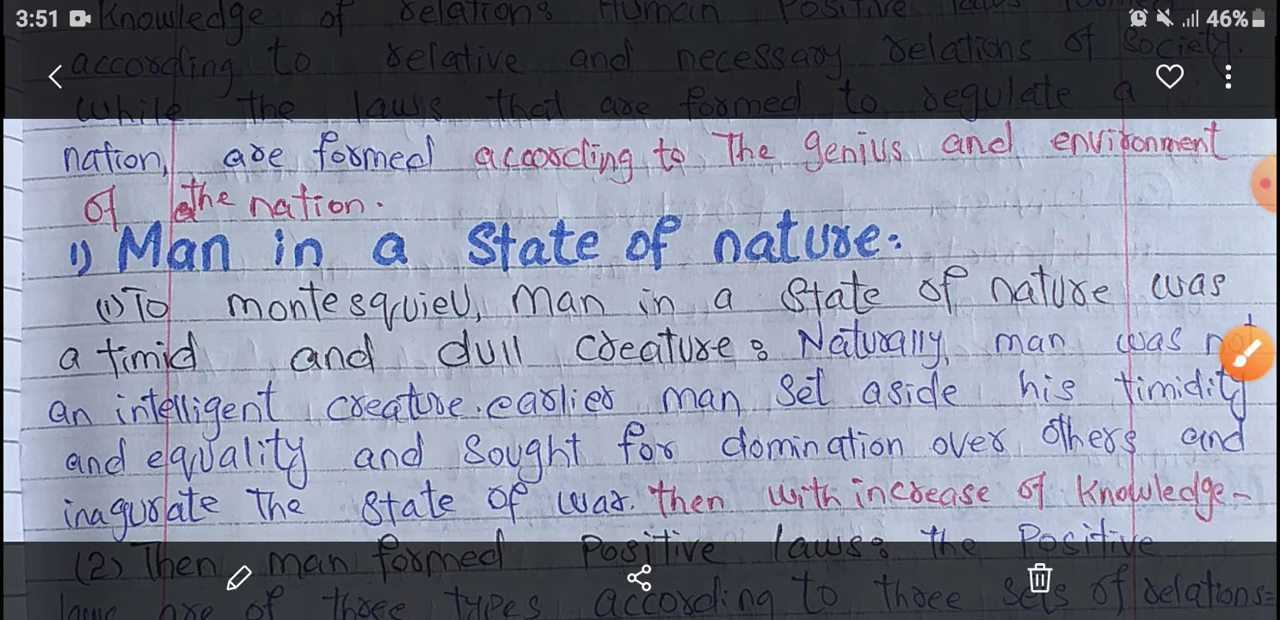 3:51 46%
Knowledge of relation: Human Positive laws
according to relative and necessary relations of Society.
while the laws that are formed to regulate a
nation, are formed according to The genius and environment
of the nation.
1) Man in a State of nature:
(1) To montesquieu, Man in a State of nature was
a timid and dull creature: Naturally, man was
an intelligent creature. earlier man set aside his timidity
and equality and sought for domination over others and
inagurate The State of war. then with increase of Knowledge-
(2) Then man formed Positive laws: the Positive
laws are of three types according to three sets of relations: